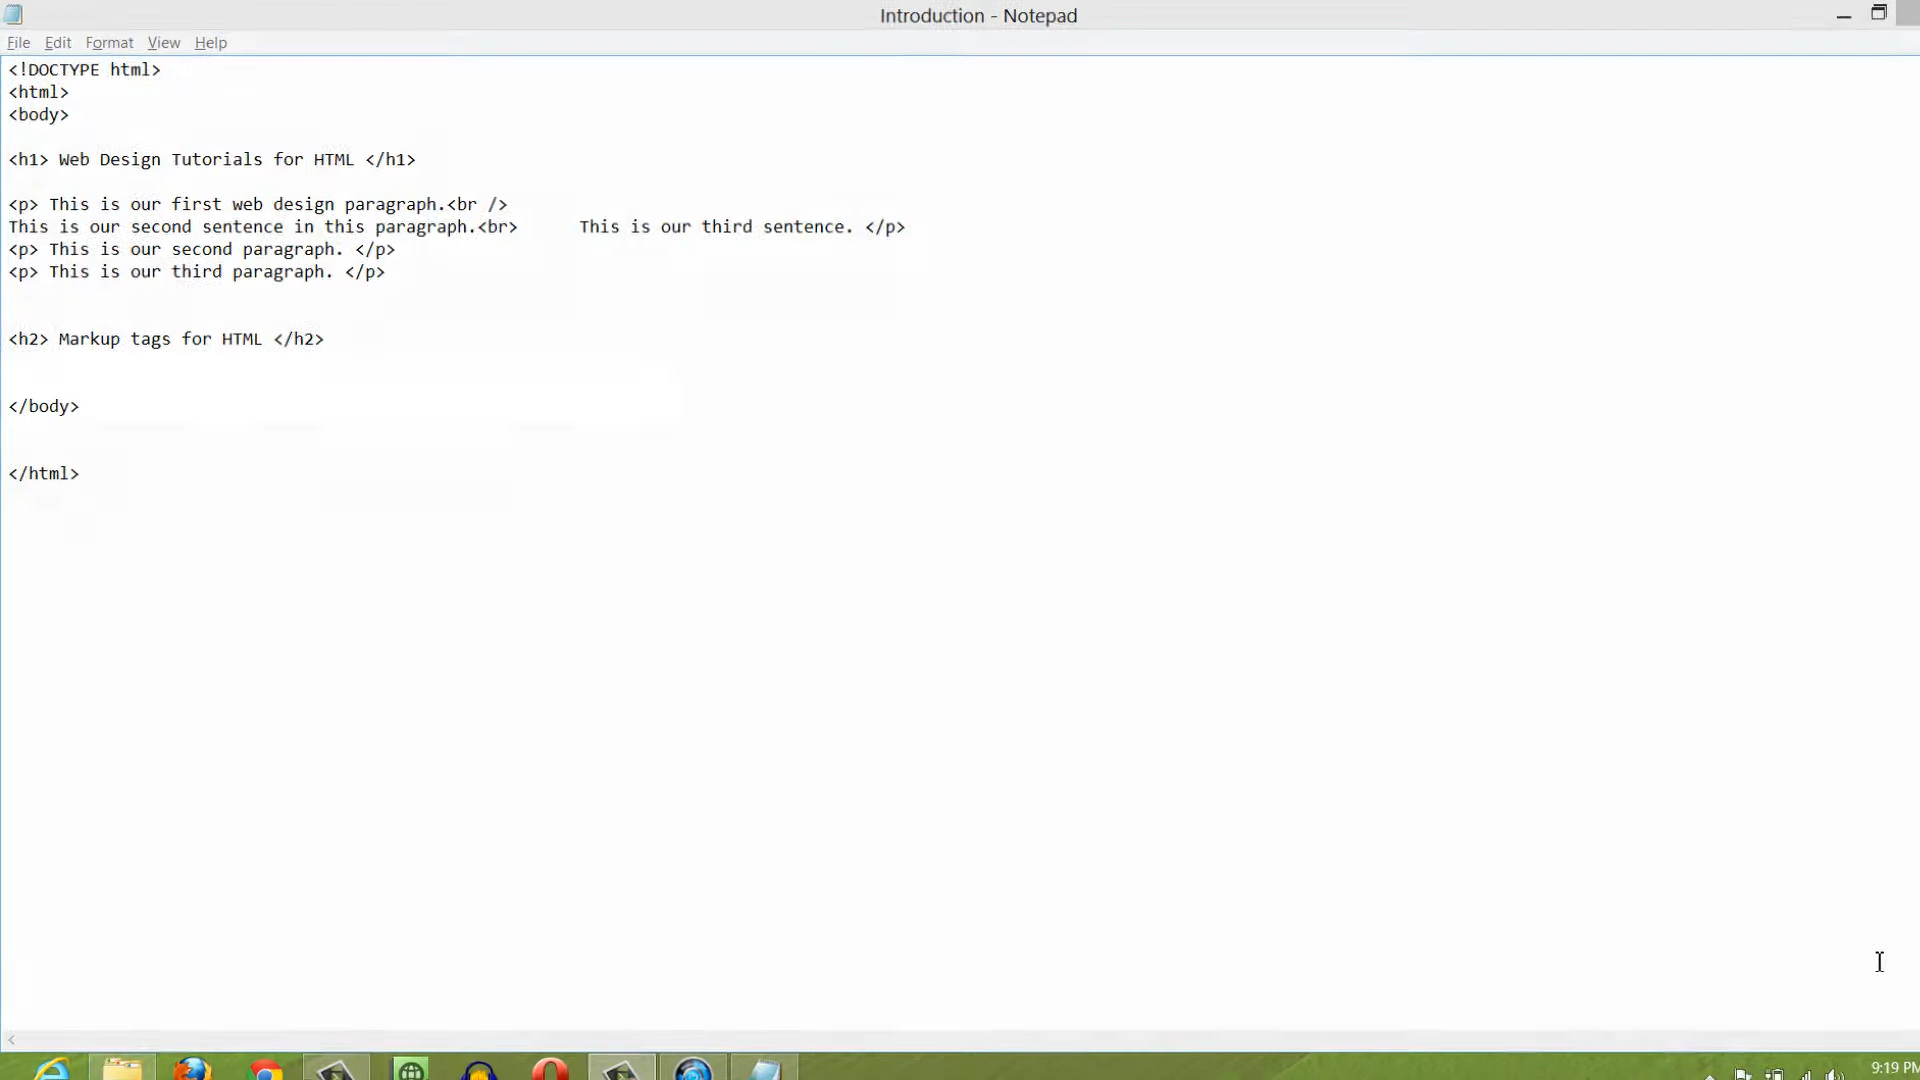 Introduction - Notepad
File Edit Format View Help
<!DOCTYPE html>
<html>
<body>
<h1> Web Design Tutorials for HTML </h1>
<p> This is our first web design paragraph.<br />
This is our second sentence in this paragraph.<br>      This is our third sentence. </p>
<p> This is our second paragraph. </p>
<p> This is our third paragraph. </p>
<h2> Markup tags for HTML </h2>
</body>
</html>
9:19 PM